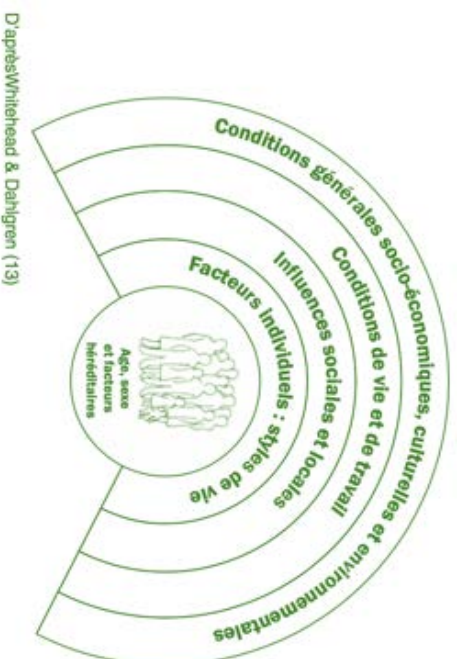 Conditions générales socio-économiques, culturelles et environnementales
Conditions de vie et de travail
Influences sociales et locales
Facteurs individuels : styles de vie
Age, sexe
et facteurs
héréditaires
D'aprèsWhitehead & Dahlgren (13)